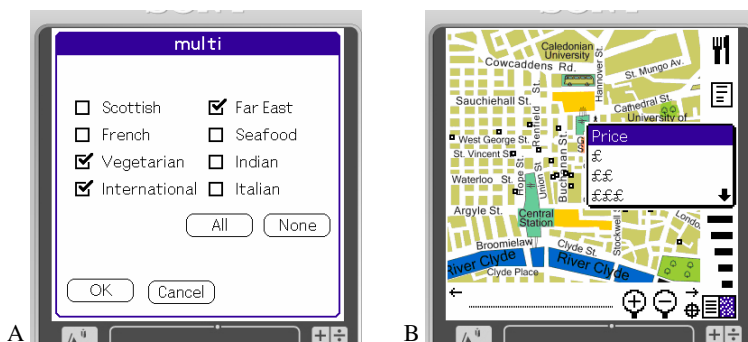 multi
Scottish
Far East
French
Seafood
Vegetarian
Indian
International
Italian
All
None
OK
Cancel
A
Caledonian
University
Cowcaddens Rd.
Hannover St.
St. Mungo Av.
Sauchiehall St.
Renfield St.
Cathedral St.
University of
West George St.
St. Vincent St
Buchanan St.
Price
£
££
£££
Waterloo St.
Hope St.
Union St
Argyle St.
Central
Station
Stockwell
Londo
Broomielaw
Clyde St.
River Clyde
River Clyde
Clyde Place
B